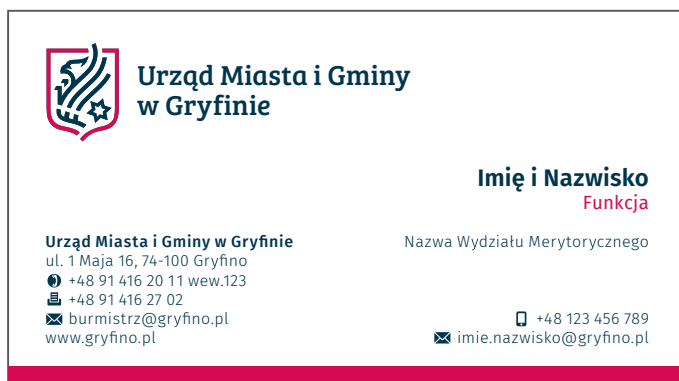 Urząd Miasta i Gminy
w Gryfinie
Imię i Nazwisko
Funkcja
Urząd Miasta i Gminy w Gryfinie
ul. 1 Maja 16, 74-100 Gryfino
+48 91 416 20 11 wew.123
+48 91 416 27 02
burmistrz@gryfino.pl
www.gryfino.pl
Nazwa Wydziału Merytorycznego
+48 123 456 789
imie.nazwisko@gryfino.pl